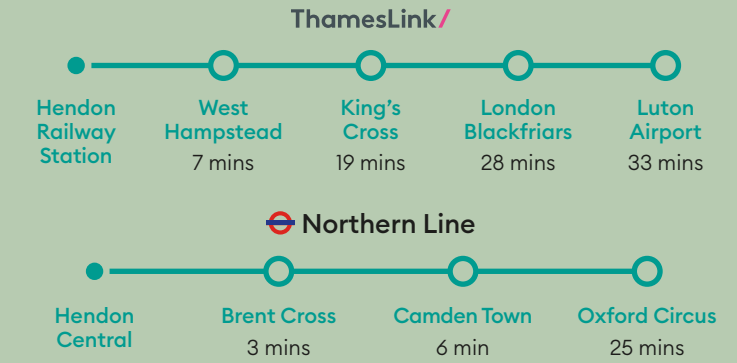 ThamesLink/
Hendon Railway Station
West Hampstead
7 mins
King's Cross
19 mins
London Blackfriars
28 mins
Luton Airport
33 mins
Northern Line
Hendon Central
Brent Cross
3 mins
Camden Town
6 min
Oxford Circus
25 mins